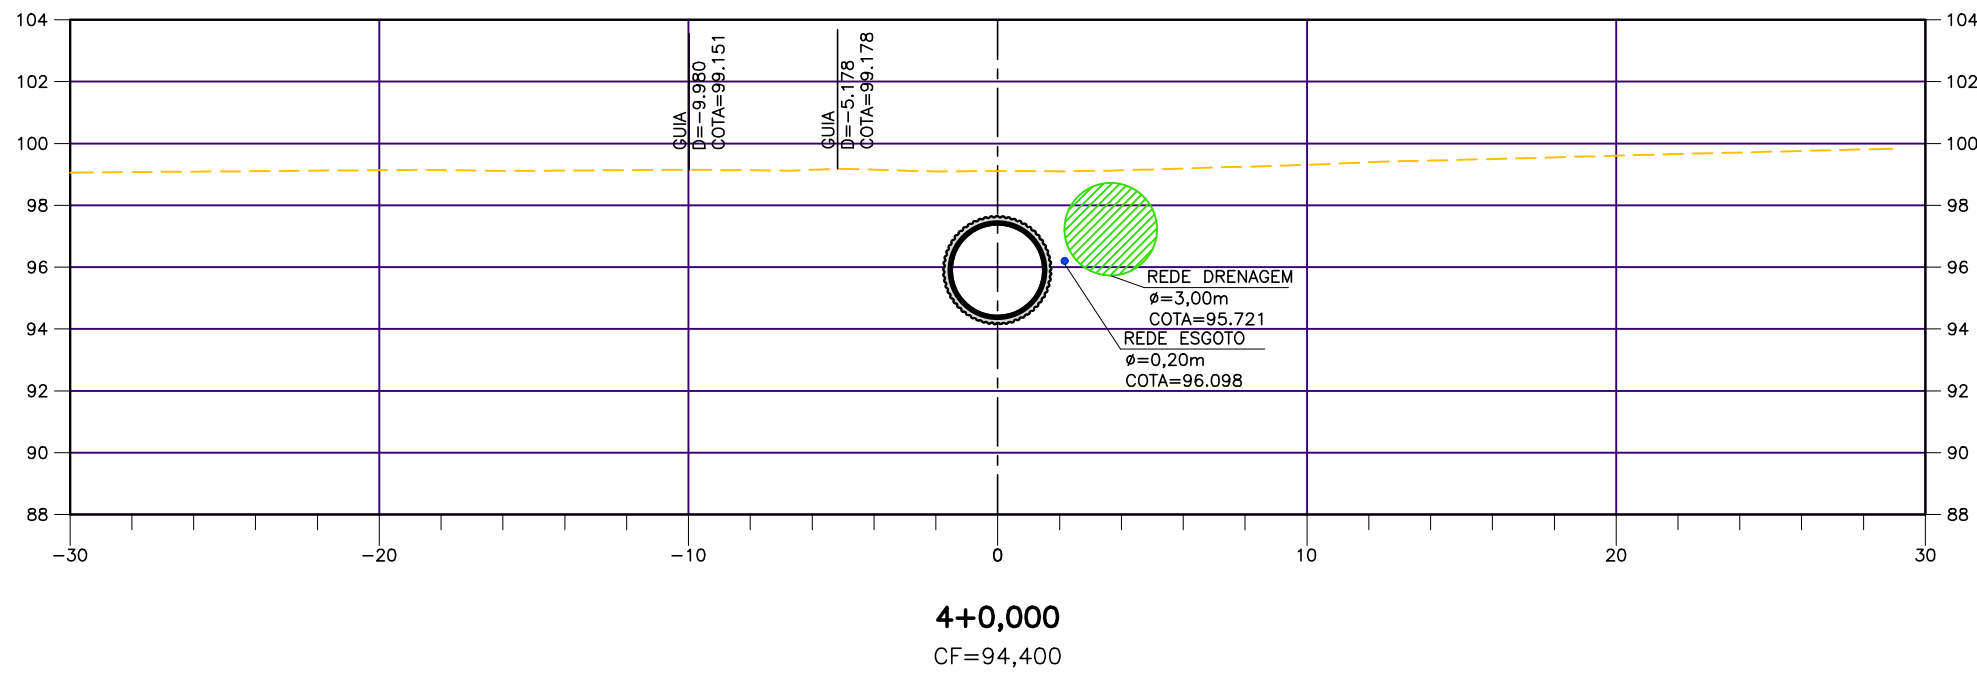 104
104
102
102
100
100
98
98
96
96
94
94
92
92
90
90
88
88
GUIA
D=-9.980
COTA=99.151
GUIA
D=-5.178
COTA=99.178
REDE DRENAGEM
ø=3,00m
COTA=95.721
REDE ESGOTO
ø=0,20m
COTA=96.098
-30
-20
-10
0
10
20
30
4+0,000
CF=94,400